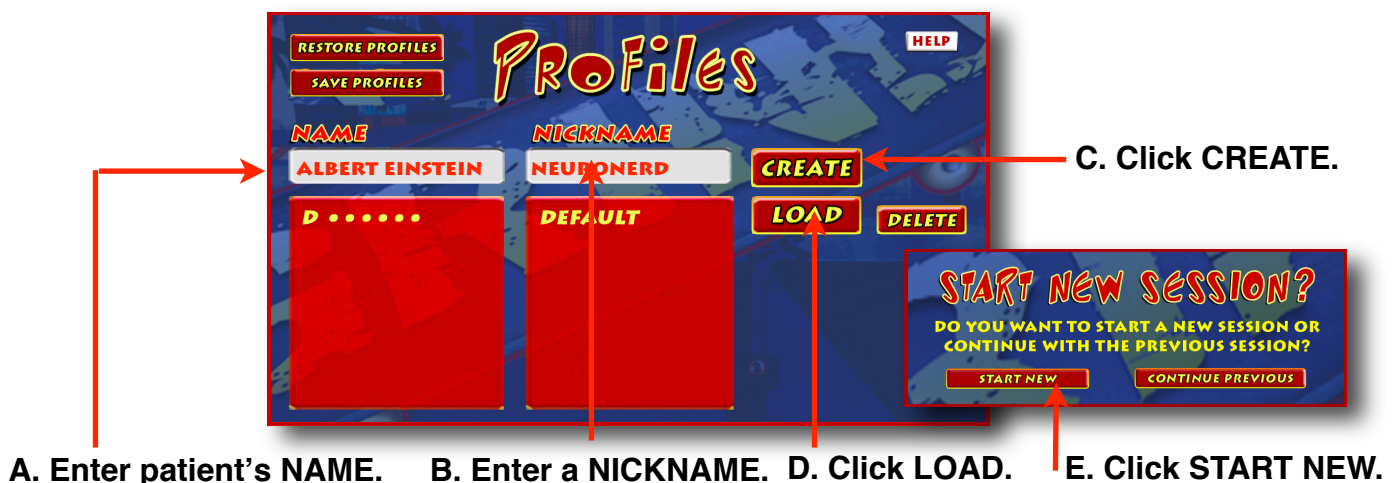 RESTORE PROFILES
SAVE PROFILES
PROFILES
HELP
NAME
NICKNAME
ALBERT EINSTEIN
NEURONERD
CREATE
C. Click CREATE.
D ••••••
DEFAULT
LOAD
DELETE
START NEW SESSION?
DO YOU WANT TO START A NEW SESSION OR
CONTINUE WITH THE PREVIOUS SESSION?
START NEW
CONTINUE PREVIOUS
A. Enter patient’s NAME.
B. Enter a NICKNAME.
D. Click LOAD.
E. Click START NEW.